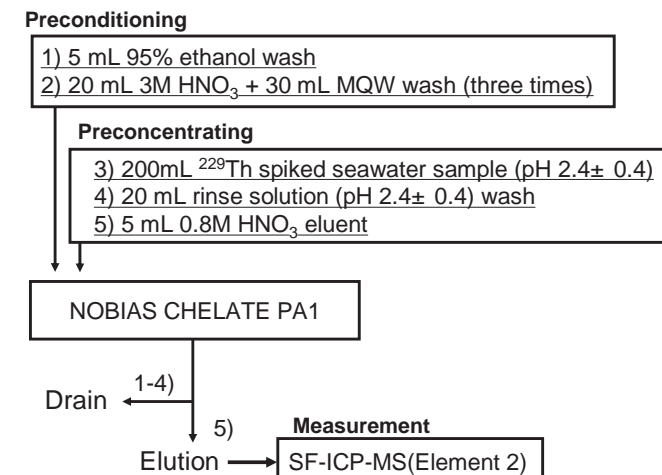 Preconditioning
1) 5 mL 95% ethanol wash
2) 20 mL 3M HNO₃ + 30 mL MQW wash (three times)
Preconcentrating
3) 200mL ²²⁹Th spiked seawater sample (pH 2.4± 0.4)
4) 20 mL rinse solution (pH 2.4± 0.4) wash
5) 5 mL 0.8M HNO₃ eluent
NOBIAS CHELATE PA1
1-4)
Drain
5)
Measurement
Elution
SF-ICP-MS(Element 2)